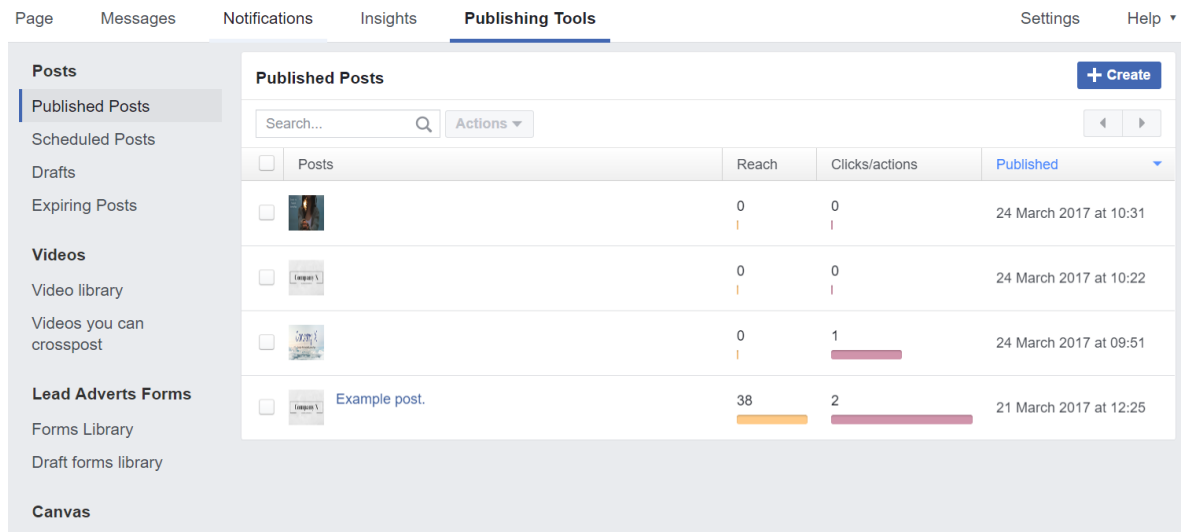 Page Messages Notifications Insights Publishing Tools Settings Help
Posts
Published Posts
Scheduled Posts
Drafts
Expiring Posts
Videos
Video library
Videos you can
crosspost
Lead Adverts Forms
Forms Library
Draft forms library
Canvas
Published Posts + Create
Search... Actions
Posts Reach Clicks/actions Published
0 0 24 March 2017 at 10:31
Company X 0 0 24 March 2017 at 10:22
0 1 24 March 2017 at 09:51
Company X Example post. 38 2 21 March 2017 at 12:25